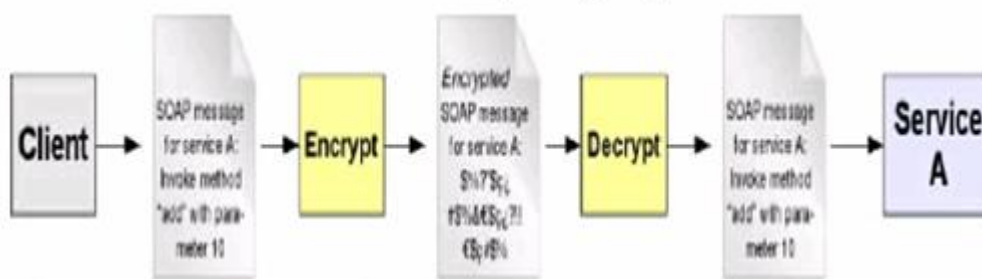 Client
SOAP message
for service A:
Invoke method
"add" with para-
meter 10
Encrypt
Encrypted
SOAP message
for service A:
Decrypt
SOAP message
for service A:
Invoke method
"add" with para-
meter 10
Service
A